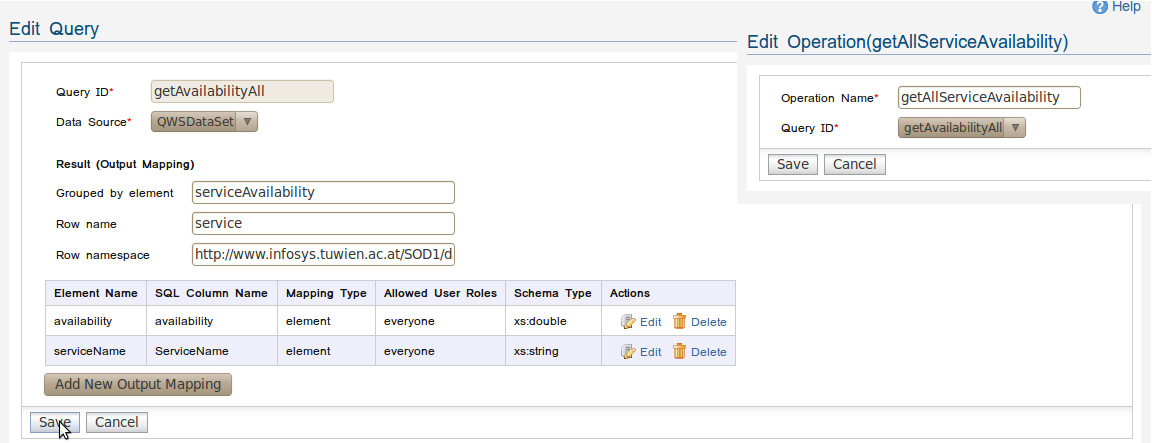 Help
Edit Query
Query ID* getAvailabilityAll
Data Source* QWSDataSet
Result (Output Mapping)
Grouped by element serviceAvailability
Row name service
Row namespace http://www.infosys.tuwien.ac.at/SOD1/d
Element Name SQL Column Name Mapping Type Allowed User Roles Schema Type Actions
availability availability element everyone xs:double Edit Delete
serviceName ServiceName element everyone xs:string Edit Delete
Add New Output Mapping
Save Cancel
Edit Operation(getAllServiceAvailability)
Operation Name* getAllServiceAvailability
Query ID* getAvailabilityAll
Save Cancel